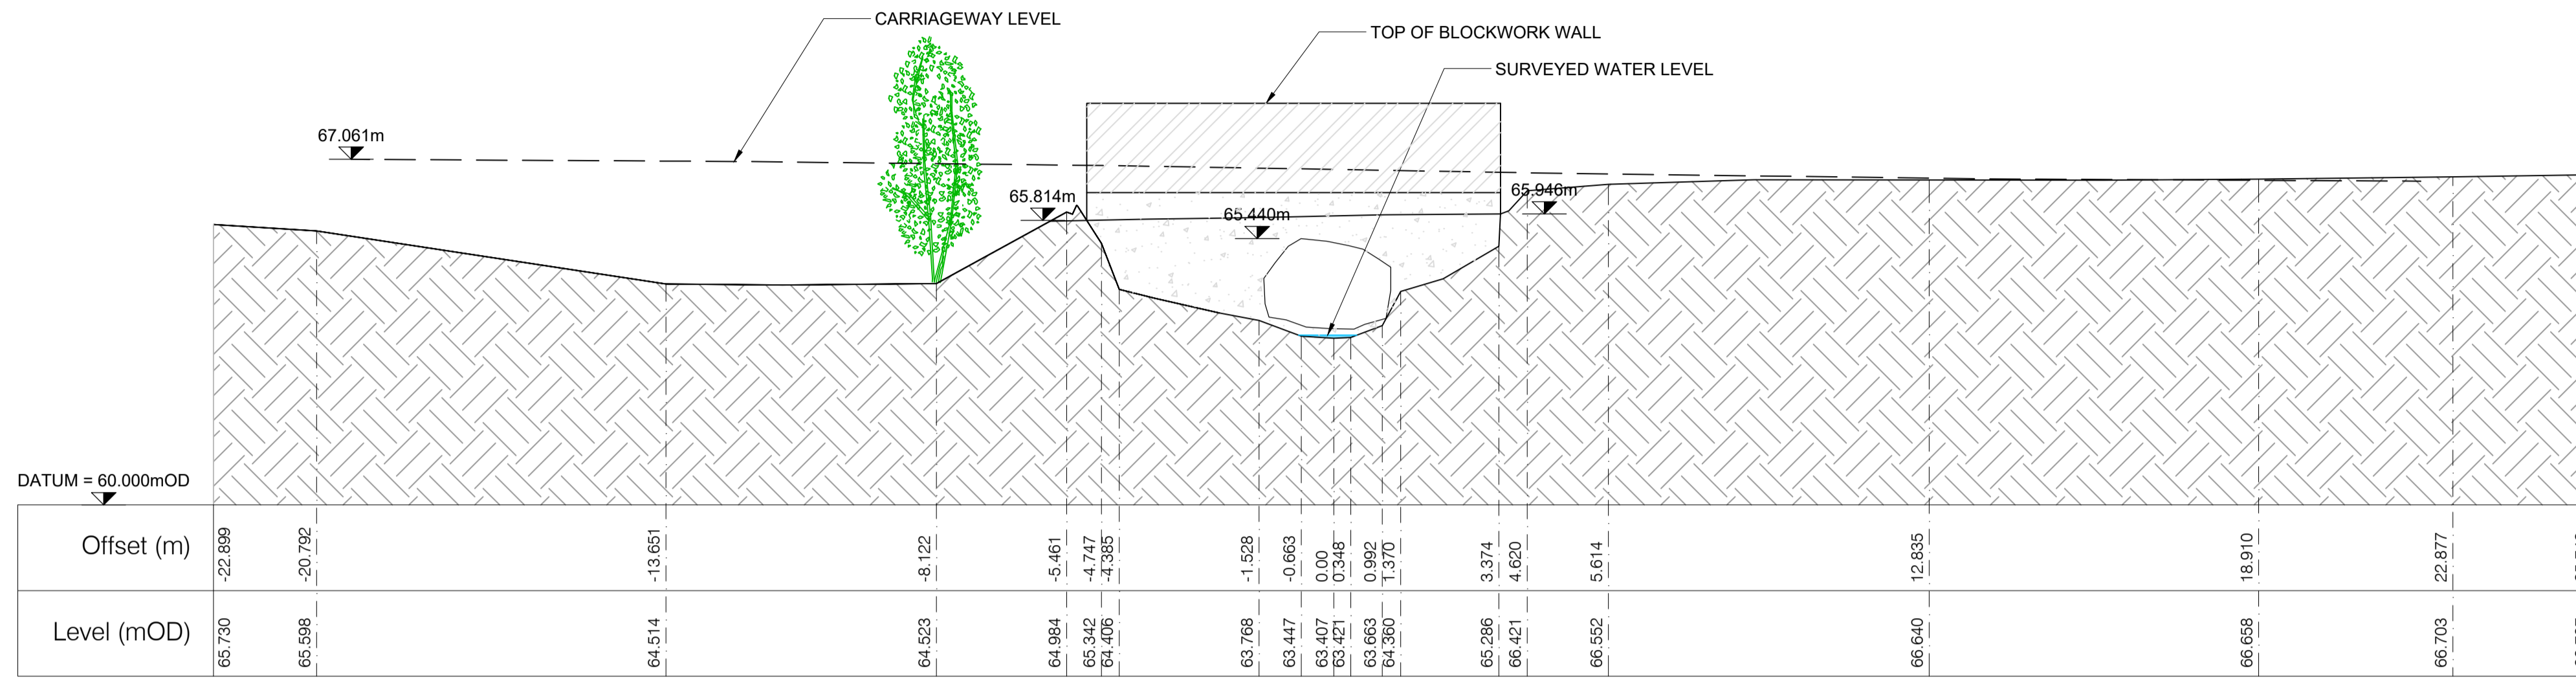 CARRIAGEWAY LEVEL
TOP OF BLOCKWORK WALL
SURVEYED WATER LEVEL
67.061m
65.814m
65.440m
65.946m
DATUM = 60.000mOD
Offset (m) -22.899 -20.792 -13.651 -8.122 -5.461 -4.747 -4.385 -1.528 -0.663 0.00 0.348 0.992 1.370 3.374 4.620 5.614 12.835 18.910 22.877
Level (mOD) 65.730 65.598 64.514 64.523 64.984 65.342 64.406 63.768 63.447 63.407 63.421 63.663 64.360 65.286 66.421 66.552 66.640 66.658 66.703